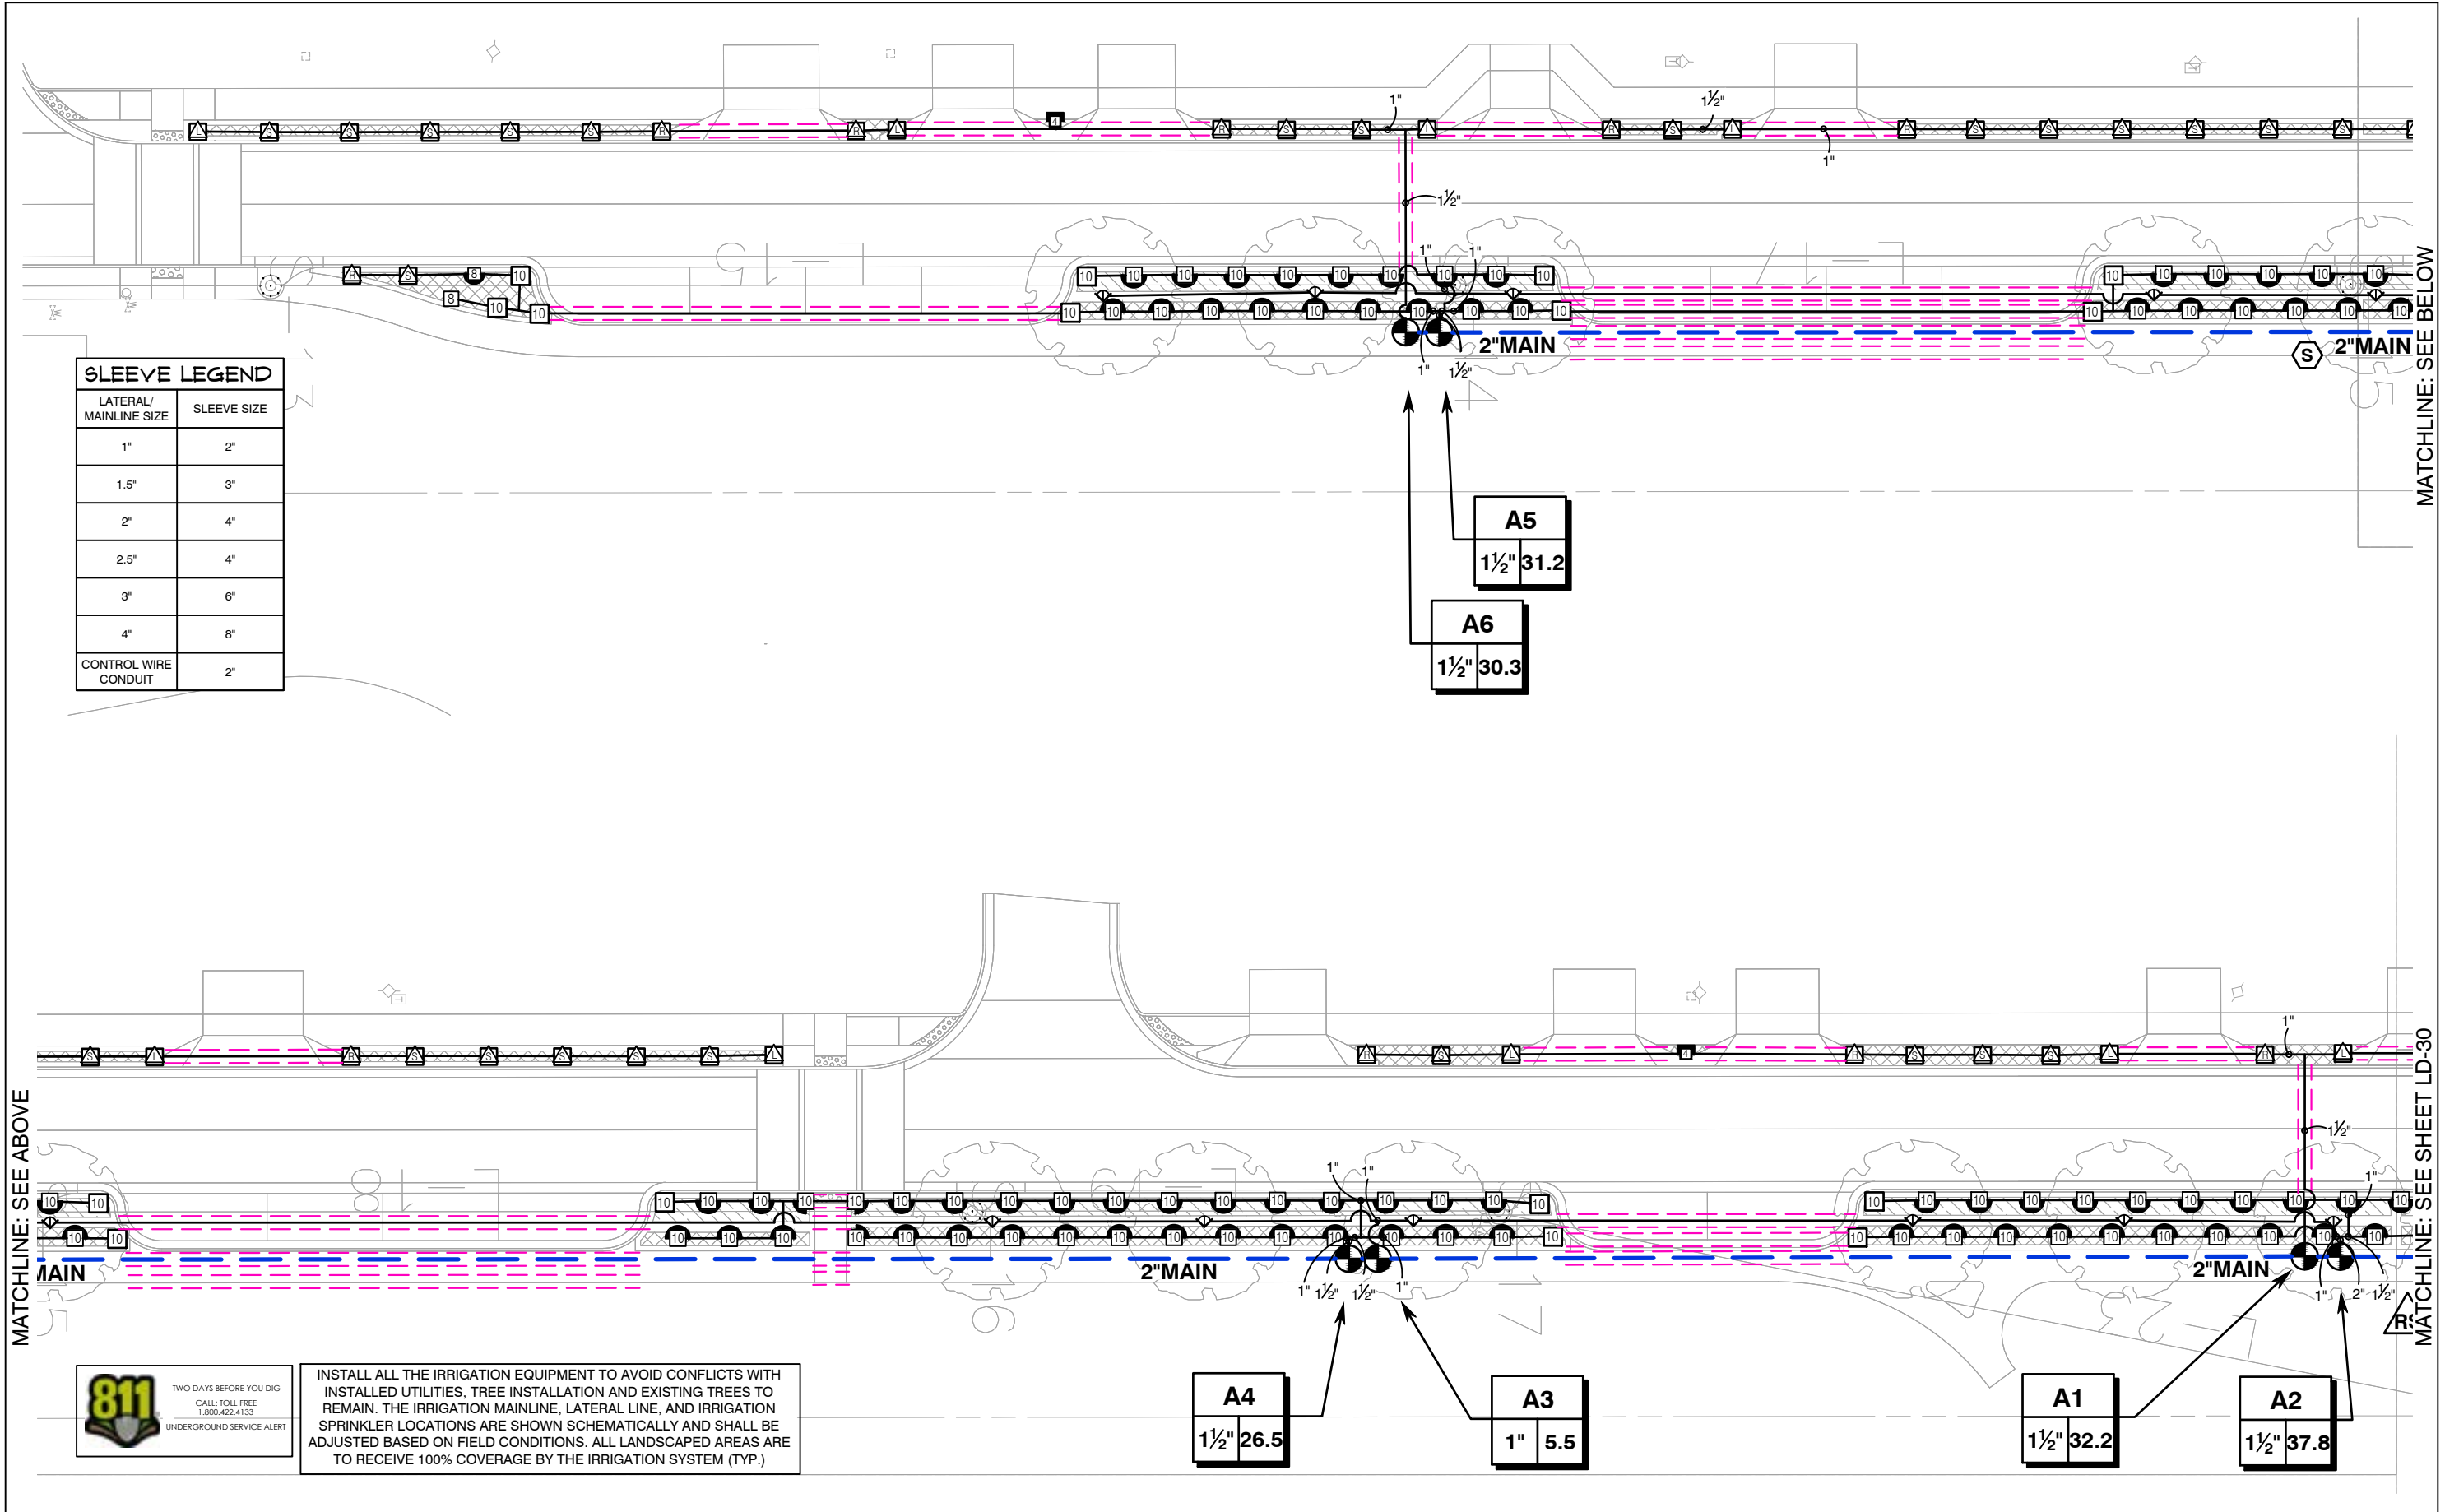 1"
1½"
1"
1½"
1"
1"
2"MAIN
1"
1½"
S
2"MAIN
MATCHLINE: SEE BELOW
SLEEVE LEGEND
LATERAL/ MAINLINE SIZE SLEEVE SIZE
1" 2"
1.5" 3"
2" 4"
2.5" 4"
3" 6"
4" 8"
CONTROL WIRE CONDUIT 2"
A5
1½" 31.2
A6
1½" 30.3
MATCHLINE: SEE ABOVE
MAIN
1"
1½"
1"
1"
1"
2"MAIN
1" 1½" 1½" 1"
2"MAIN
1" 2" 1½"
MATCHLINE: SEE SHEET LD-30
A4
1½" 26.5
A3
1" 5.5
A1
1½" 32.2
A2
1½" 37.8
811
TWO DAYS BEFORE YOU DIG
CALL: TOLL FREE
1.800.422.4133
UNDERGROUND SERVICE ALERT
INSTALL ALL THE IRRIGATION EQUIPMENT TO AVOID CONFLICTS WITH
INSTALLED UTILITIES, TREE INSTALLATION AND EXISTING TREES TO
REMAIN. THE IRRIGATION MAINLINE, LATERAL LINE, AND IRRIGATION
SPRINKLER LOCATIONS ARE SHOWN SCHEMATICALLY AND SHALL BE
ADJUSTED BASED ON FIELD CONDITIONS. ALL LANDSCAPED AREAS ARE
TO RECEIVE 100% COVERAGE BY THE IRRIGATION SYSTEM (TYP.)